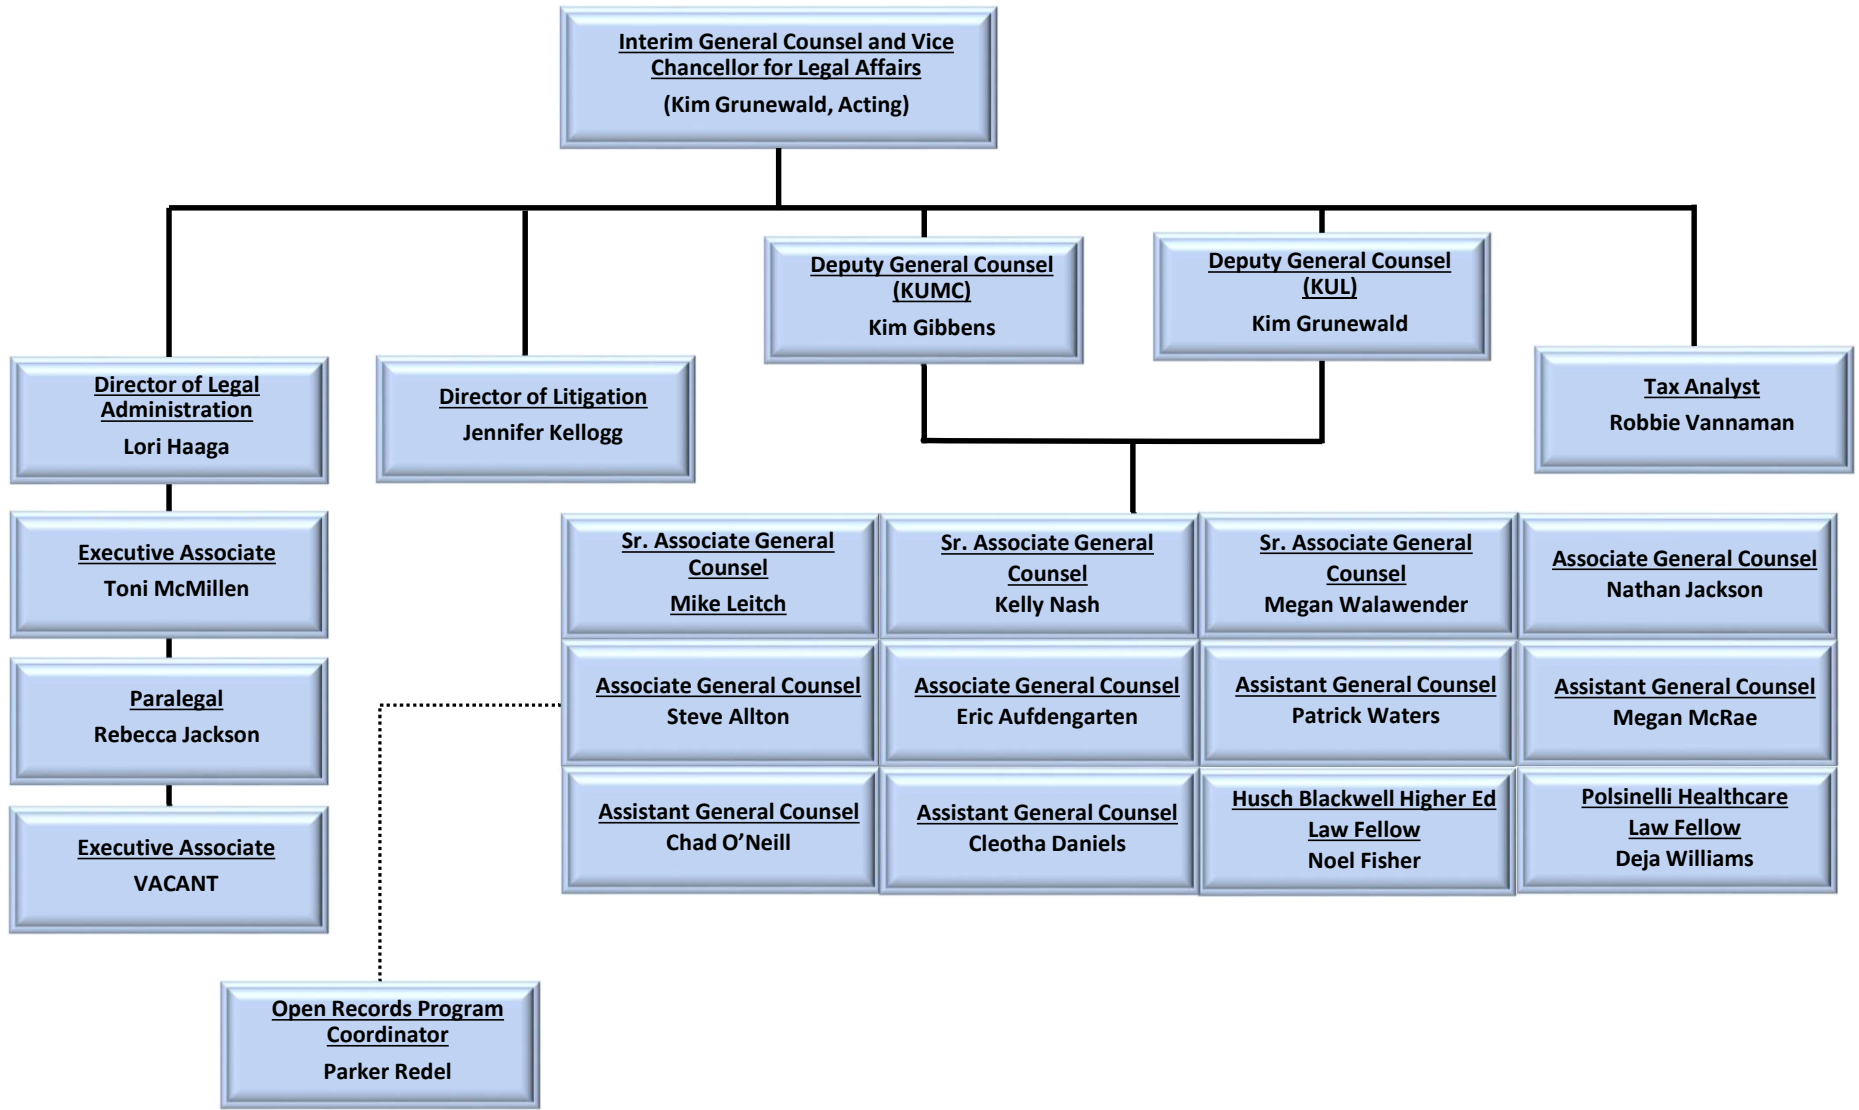 Interim General Counsel and Vice
Chancellor for Legal Affairs
(Kim Grunewald, Acting)
Deputy General Counsel
(KUMC)
Kim Gibbens
Deputy General Counsel
(KUL)
Kim Grunewald
Director of Legal
Administration
Lori Haaga
Director of Litigation
Jennifer Kellogg
Tax Analyst
Robbie Vannaman
Executive Associate
Toni McMillen
Paralegal
Rebecca Jackson
Executive Associate
VACANT
Sr. Associate General
Counsel
Mike Leitch
Sr. Associate General
Counsel
Kelly Nash
Sr. Associate General
Counsel
Megan Walawender
Associate General Counsel
Nathan Jackson
Associate General Counsel
Steve Allton
Associate General Counsel
Eric Aufdengarten
Assistant General Counsel
Patrick Waters
Assistant General Counsel
Megan McRae
Assistant General Counsel
Chad O’Neill
Assistant General Counsel
Cleotha Daniels
Husch Blackwell Higher Ed
Law Fellow
Noel Fisher
Polsinelli Healthcare
Law Fellow
Deja Williams
Open Records Program
Coordinator
Parker Redel